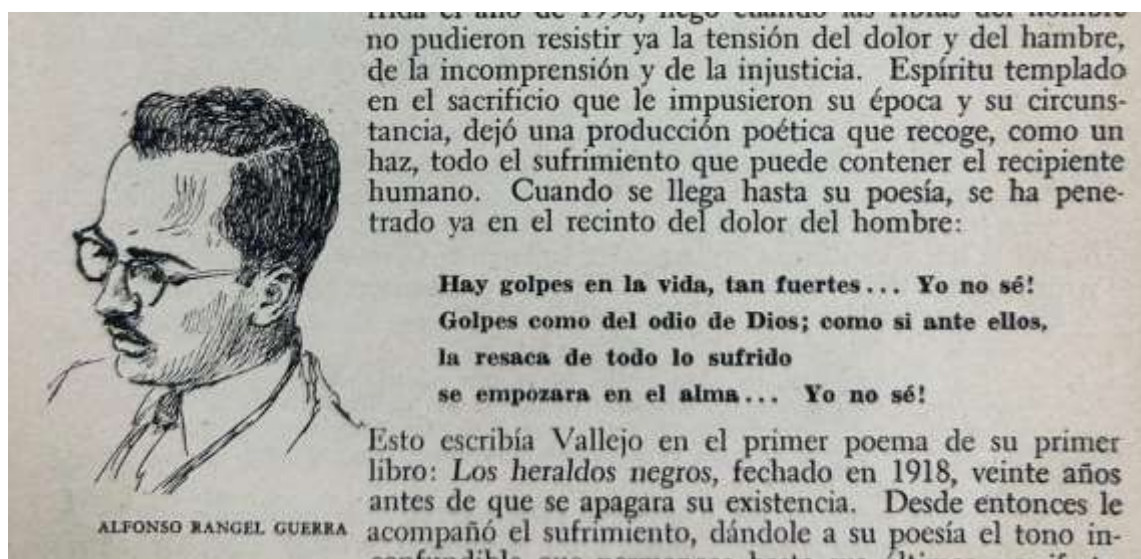 no pudieron resistir ya la tensión del dolor y del hambre,
de la incomprensión y de la injusticia. Espíritu templado
en el sacrificio que le impusieron su época y su circuns-
tancia, dejó una producción poética que recoge, como un
haz, todo el sufrimiento que puede contener el recipiente
humano. Cuando se llega hasta su poesía, se ha pene-
trado ya en el recinto del dolor del hombre:
Hay golpes en la vida, tan fuertes... Yo no sé!
Golpes como del odio de Dios; como si ante ellos,
la resaca de todo lo sufrido
se empozara en el alma... Yo no sé!
Esto escribía Vallejo en el primer poema de su primer
libro: Los heraldos negros, fechado en 1918, veinte años
antes de que se apagara su existencia. Desde entonces le
acompañó el sufrimiento, dándole a su poesía el tono in-
ALFONSO RANGEL GUERRA